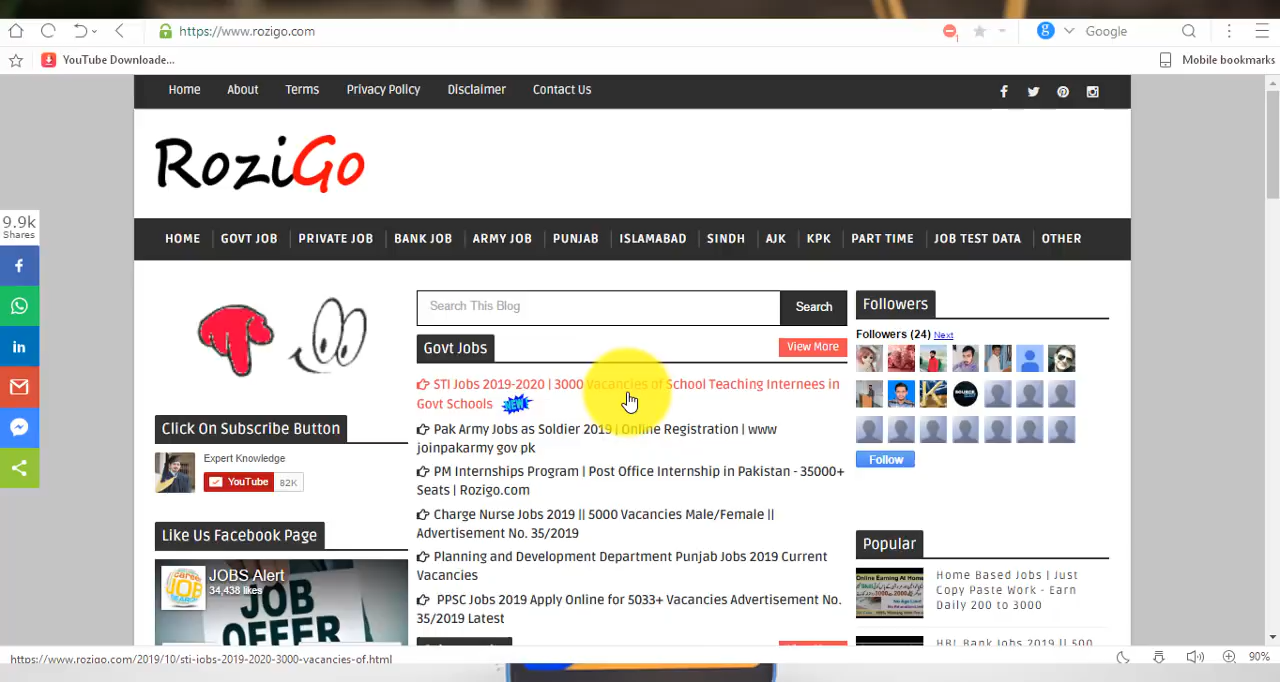 https://www.rozigo.com
Google
YouTube Downloade...
Mobile bookmarks
Home About Terms Privacy Policy Disclaimer Contact Us
RoziGo
9.9k
Shares
HOME GOVT JOB PRIVATE JOB BANK JOB ARMY JOB PUNJAB ISLAMABAD SINDH AJK KPK PART TIME JOB TEST DATA OTHER
Search This Blog
Search
Govt Jobs
View More
STI Jobs 2019-2020 | 3000 Vacancies of School Teaching Internees in
Govt Schools NEW
Pak Army Jobs as Soldier 2019 | Online Registration | www
joinpakarmy gov pk
PM Internships Program | Post Office Internship in Pakistan - 35000+
Seats | Rozigo.com
Charge Nurse Jobs 2019 || 5000 Vacancies Male/Female ||
Advertisement No. 35/2019
Planning and Development Department Punjab Jobs 2019 Current
Vacancies
PPSC Jobs 2019 Apply Online for 5033+ Vacancies Advertisement No.
35/2019 Latest
Click On Subscribe Button
Expert Knowledge
YouTube 82K
Like Us Facebook Page
JOBS Alert
34,438 likes
JOB
OFFER
Followers
Followers (24) Next
Follow
Popular
Home Based Jobs | Just
Copy Paste Work - Earn
Daily 200 to 3000
HBL Bank Jobs 2019 || 500
https://www.rozigo.com/2019/10/sti-jobs-2019-2020-3000-vacancies-of.html
90%